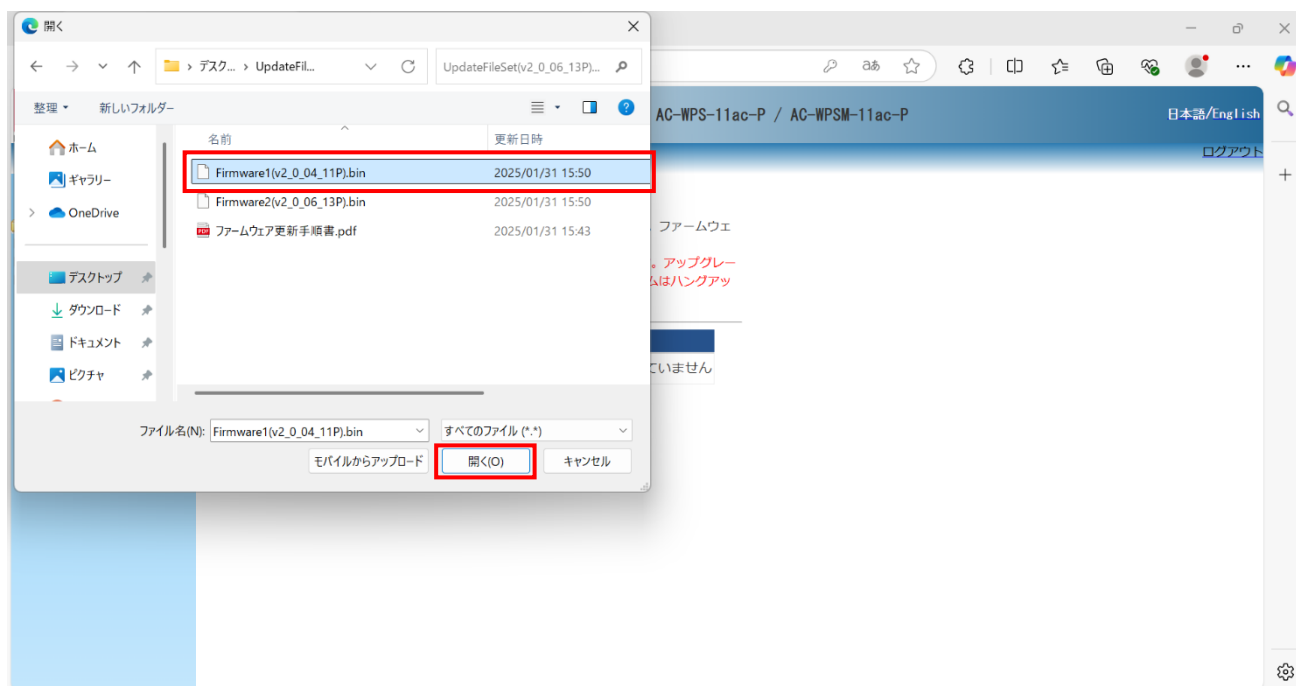 開く
デスク... > UpdateFil...
UpdateFileSet(v2_0_06_13P)...
整理
新しいフォルダー
名前
更新日時
ホーム
ギャラリー
OneDrive
デスクトップ
ダウンロード
ドキュメント
ピクチャ
Firmware1(v2_0_04_11P).bin
2025/01/31 15:50
Firmware2(v2_0_06_13P).bin
2025/01/31 15:50
ファームウェア更新手順書.pdf
2025/01/31 15:43
ファイル名(N):
Firmware1(v2_0_04_11P).bin
すべてのファイル (*.*)
モバイルからアップロード
開く(O)
キャンセル
aあ
AC-WPS-11ac-P / AC-WPSM-11ac-P
日本語/English
ログアウト
ファームウェ
。アップグレー
ムはハングアッ
ていません